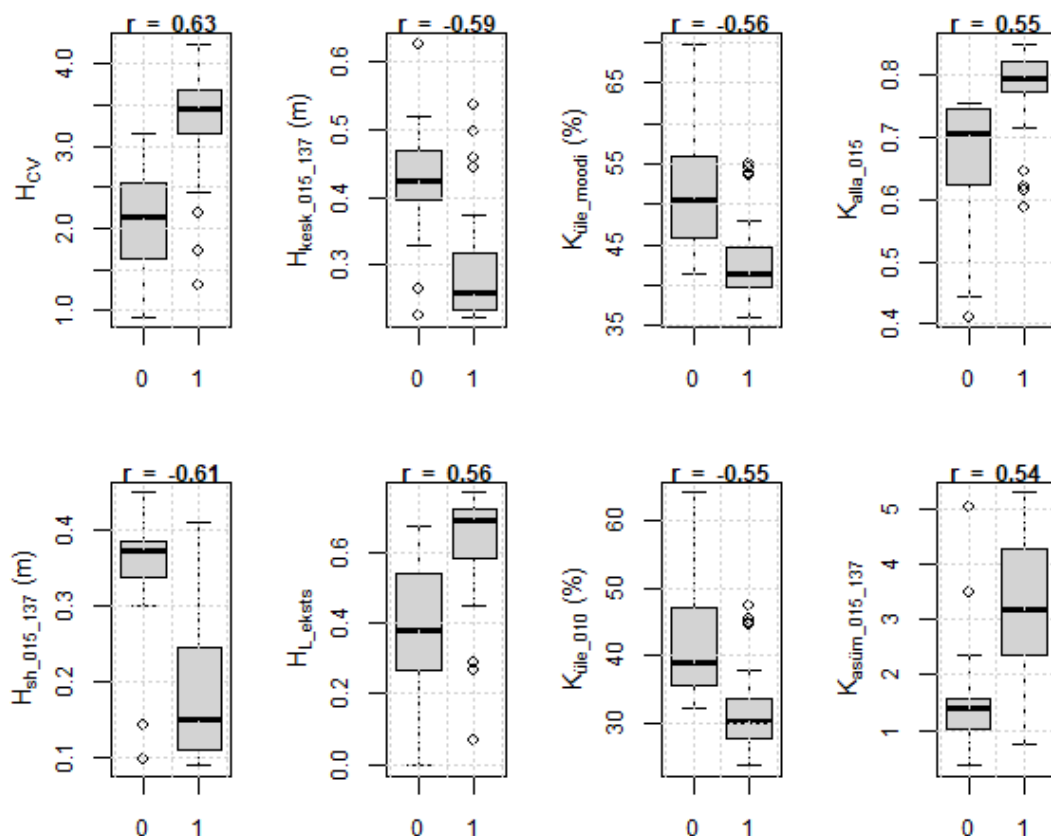 r = 0.63
H_CV
1.0 2.0 3.0 4.0
0 1
r = -0.59
H_kesk_015_137 (m)
0.3 0.4 0.5 0.6
0 1
r = -0.56
K_üle_moodi (%)
35 45 55 65
0 1
r = 0.55
K_alla_015
0.4 0.5 0.6 0.7 0.8
0 1
r = -0.61
H_sh_015_137 (m)
0.1 0.2 0.3 0.4
0 1
r = 0.56
H_L_eksts
0.0 0.2 0.4 0.6
0 1
r = -0.55
K_üle_010 (%)
30 40 50 60
0 1
r = 0.54
K_asüm_015_137
1 2 3 4 5
0 1